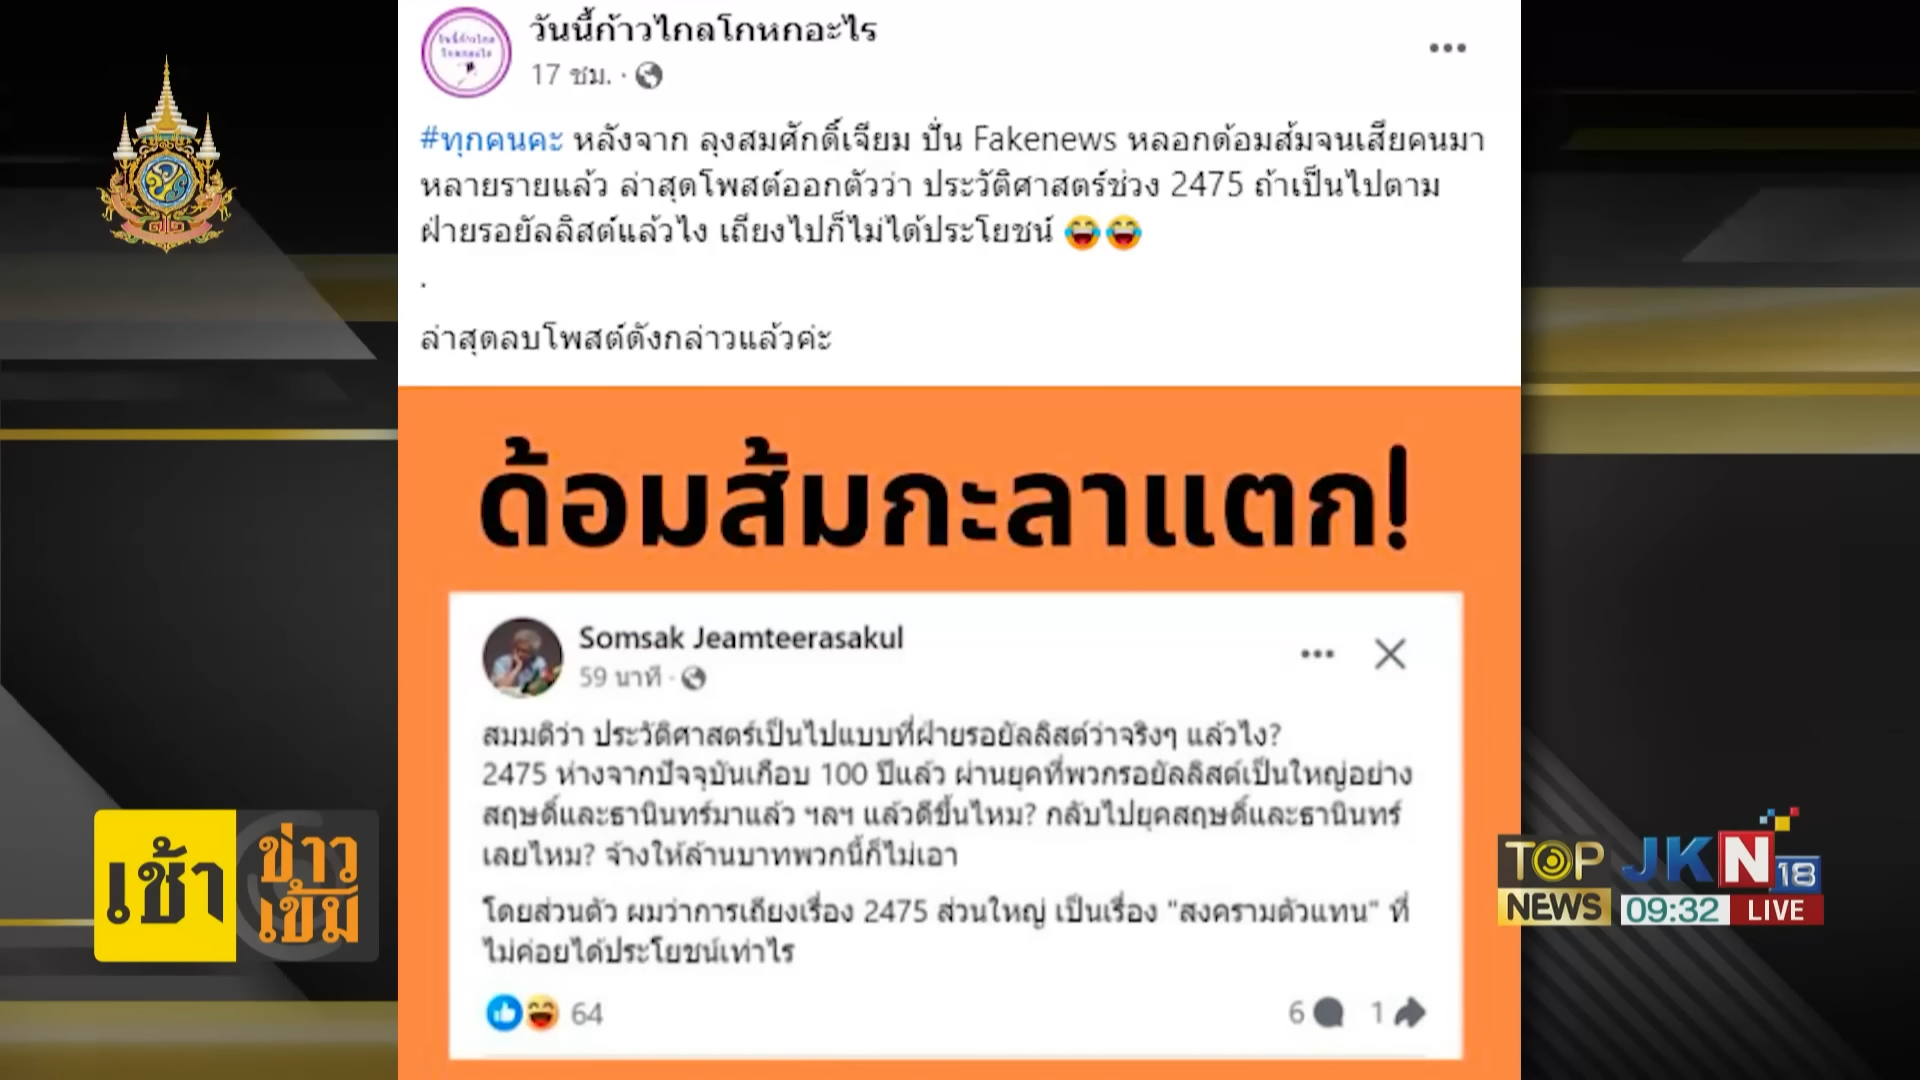 วันนี้ก้าวไกลโกหกอะไร
17 ชม. ·
#ทุกคนคะ หลังจาก ลุงสมศักดิ์เจียม ปั่น Fakenews หลอกด้อมส้มจนเสียคนมา
หลายรายแล้ว ล่าสุดโพสต์ออกตัวว่า ประวัติศาสตร์ช่วง 2475 ถ้าเป็นไปตาม
ฝ่ายรอยัลลิสต์แล้วไง เถียงไปก็ไม่ได้ประโยชน์ 😂😂
.
ล่าสุดลบโพสต์ดังกล่าวแล้วค่ะ
ด้อมส้มกะลาแตก!
Somsak Jeamteerasakul
59 นาที ·
สมมติว่า ประวัติศาสตร์เป็นไปแบบที่ฝ่ายรอยัลลิสต์ว่าจริงๆ แล้วไง?
2475 ห่างจากปัจจุบันเกือบ 100 ปีแล้ว ผ่านยุคที่พวกรอยัลลิสต์เป็นใหญ่อย่าง
สฤษดิ์และธานินทร์มาแล้ว ฯลฯ แล้วดีขึ้นไหม? กลับไปยุคสฤษดิ์และธานินทร์
เลยไหม? จ้างให้ล้านบาทพวกนี้ก็ไม่เอา
โดยส่วนตัว ผมว่าการเถียงเรื่อง 2475 ส่วนใหญ่ เป็นเรื่อง "สงครามตัวแทน" ที่
ไม่ค่อยได้ประโยชน์เท่าไร
64
6 1
เช้า
ข่าว
เข้ม
TOP
NEWS
JKN18
09:32 LIVE